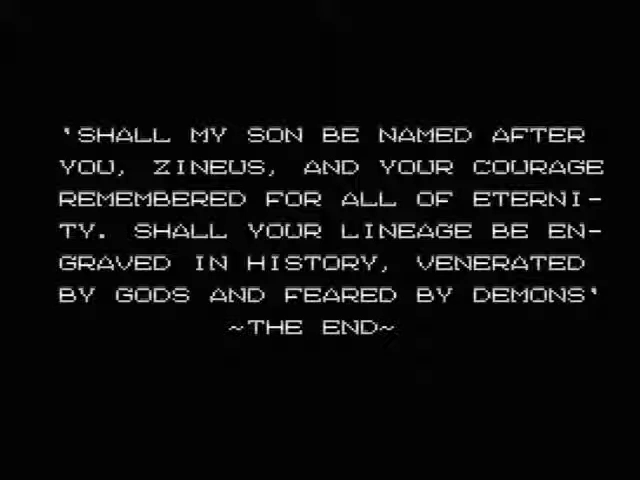 'SHALL MY SON BE NAMED AFTER
YOU, ZINEUS, AND YOUR COURAGE
REMEMBERED FOR ALL OF ETERNI-
TY. SHALL YOUR LINEAGE BE EN-
GRAVED IN HISTORY, VENERATED
BY GODS AND FEARED BY DEMONS'
~THE END~